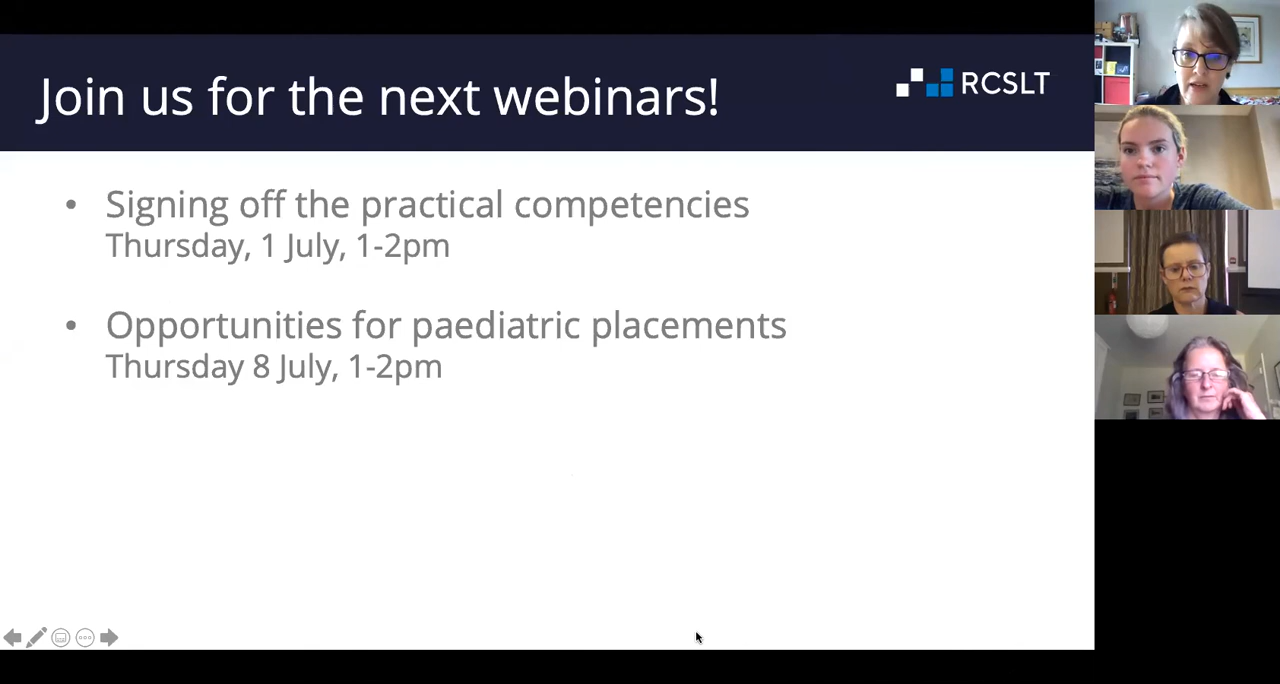 Join us for the next webinars!
RCSLT
• Signing off the practical competencies
Thursday, 1 July, 1-2pm
• Opportunities for paediatric placements
Thursday 8 July, 1-2pm